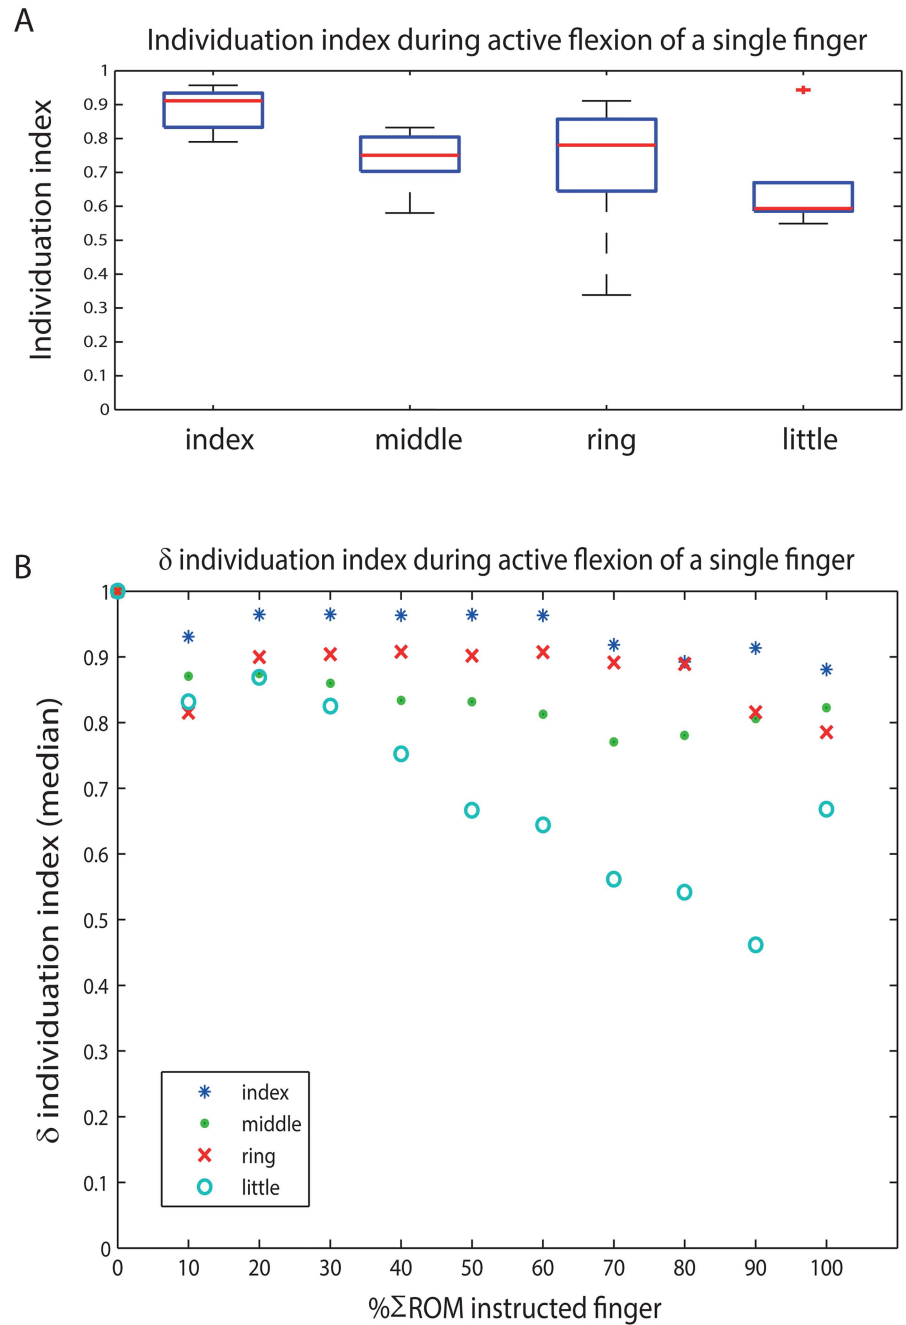 A
Individuation index during active flexion of a single finger
Individuation index
1
0.9
0.8
0.7
0.6
0.5
0.4
0.3
0.2
0.1
0
index middle ring little
B
δ individuation index during active flexion of a single finger
δ individuation index (median)
1
0.9
0.8
0.7
0.6
0.5
0.4
0.3
0.2
0.1
0
index
middle
ring
little
0 10 20 30 40 50 60 70 80 90 100
%ΣROM instructed finger